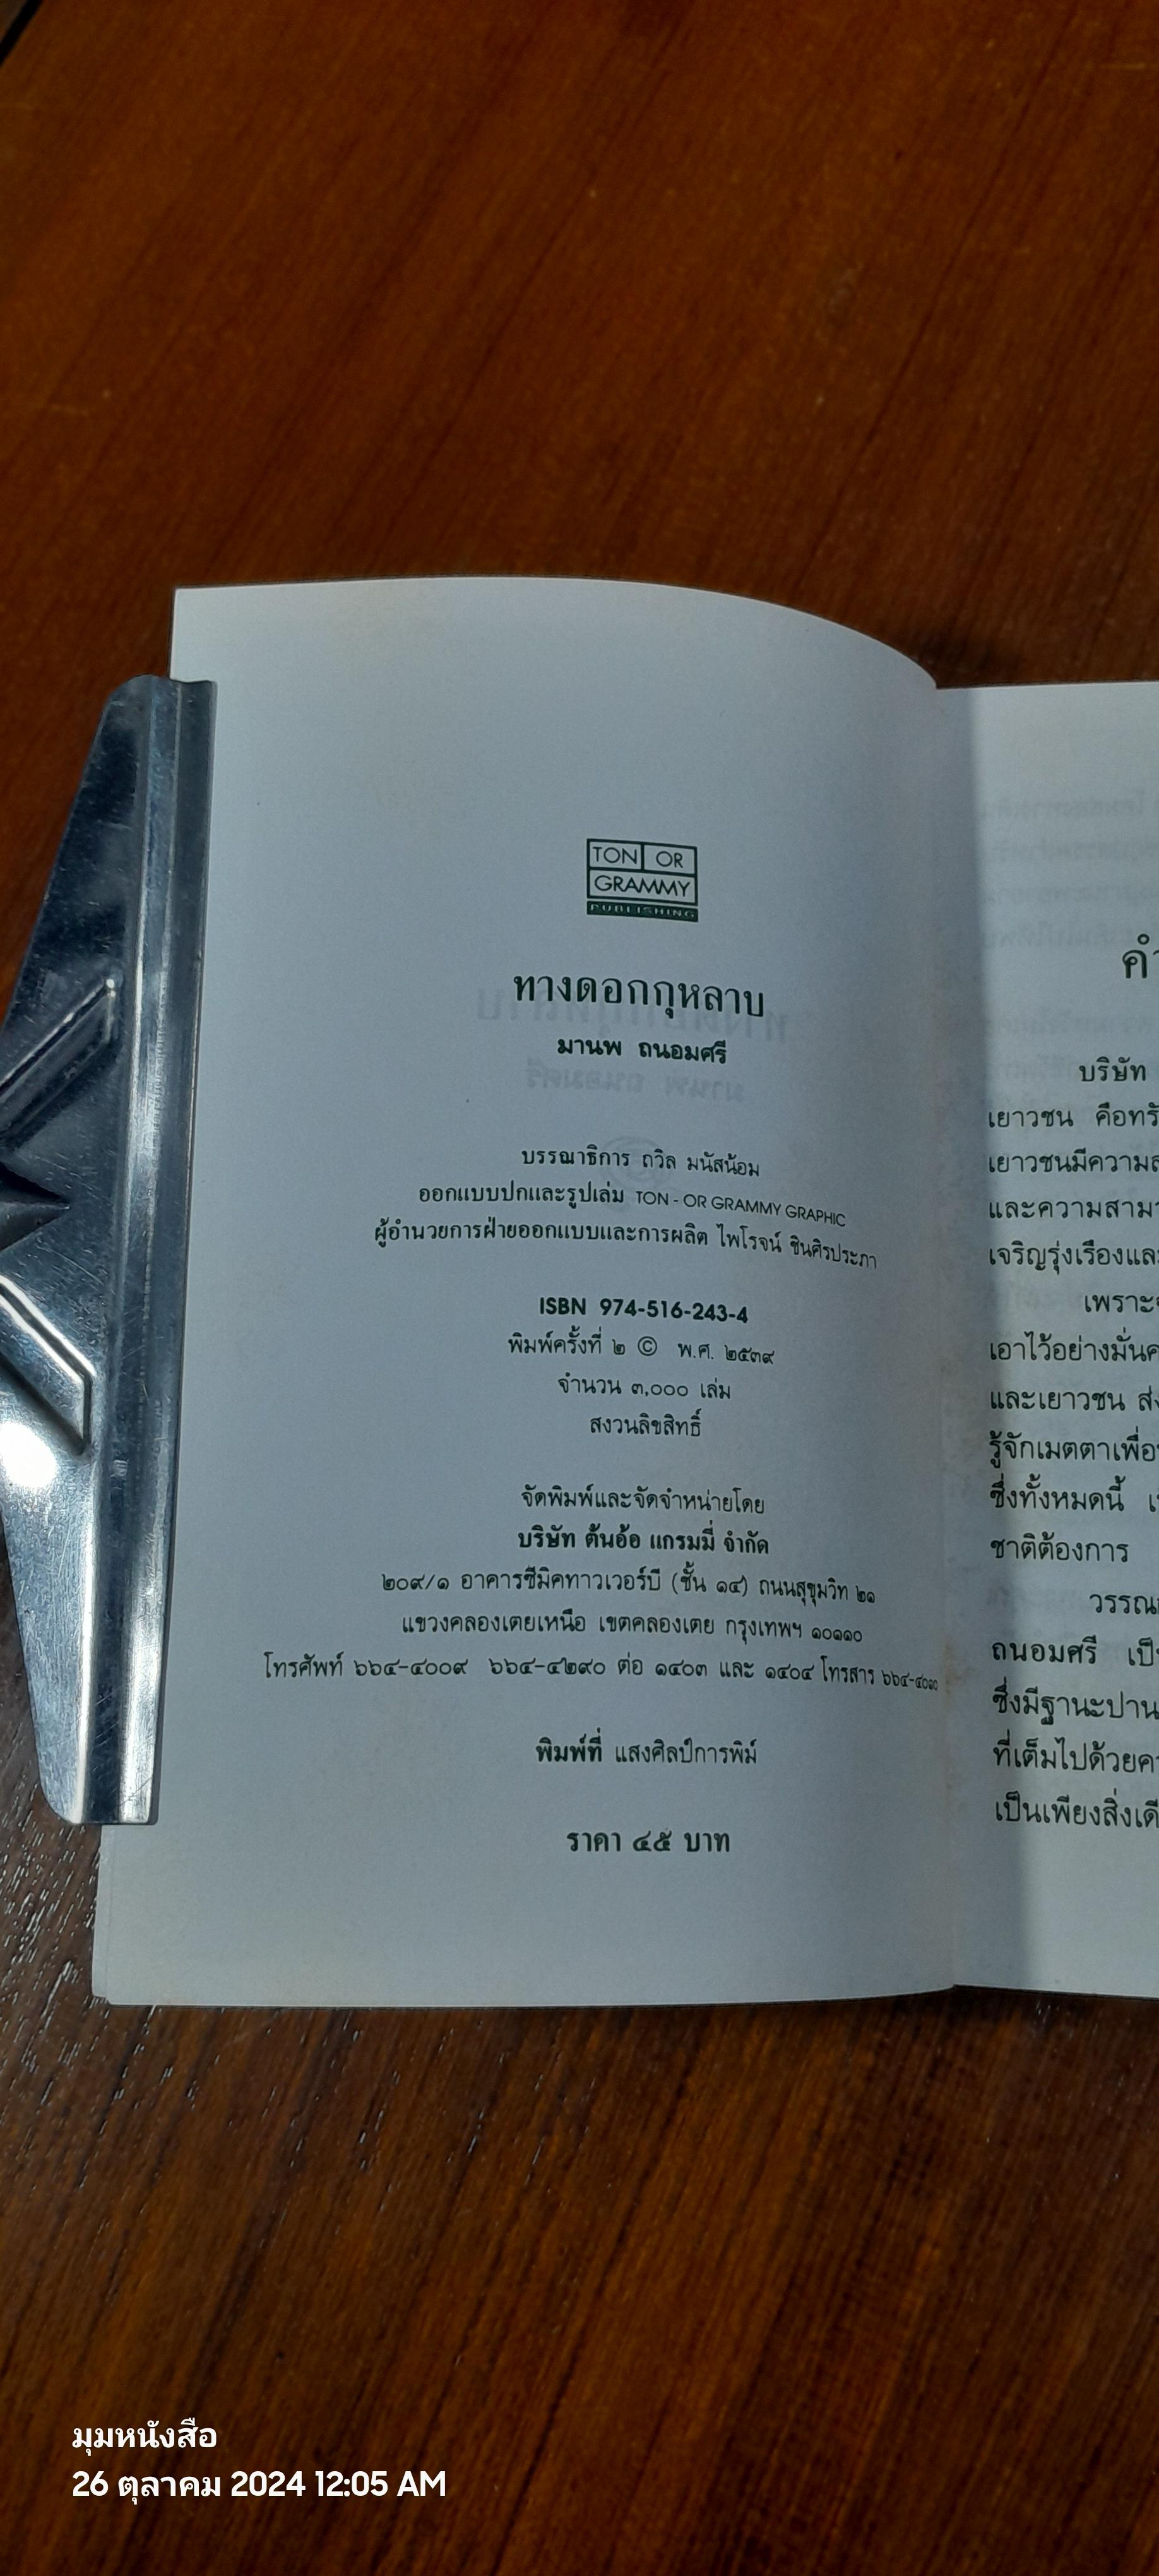 TON OR
GRAMMY
PUBLISHING
ทางดอกกุหลาบ
มานพ ถนอมศรี
บรรณาธิการ ถวิล มนัสน้อม
ออกแบบปกและรูปเล่ม TON - OR GRAMMY GRAPHIC
ผู้อำนวยการฝ่ายออกแบบและการผลิต ไพโรจน์ ชินศิรประภา
ISBN 974-516-243-4
พิมพ์ครั้งที่ ๒ © พ.ศ. ๒๕๓๙
จำนวน ๓,๐๐๐ เล่ม
สงวนลิขสิทธิ์
จัดพิมพ์และจัดจำหน่ายโดย
บริษัท ต้นอ้อ แกรมมี่ จำกัด
๒๐๙/๑ อาคารซีมิคทาวเวอร์บี (ชั้น ๑๔) ถนนสุขุมวิท ๒๑
แขวงคลองเตยเหนือ เขตคลองเตย กรุงเทพฯ ๑๐๑๑๐
โทรศัพท์ ๖๖๔-๔๐๐๙ ๖๖๔-๔๒๙๐ ต่อ ๑๔๐๓ และ ๑๔๐๔ โทรสาร
พิมพ์ที่ แสงศิลป์การพิม์
ราคา ๔๕ บาท
บริษัท
เยาวชน คือทรั
เยาวชนมีความส
และความสามา
เจริญรุ่งเรืองและ
เพราะ
เอาไว้อย่างมั่นค
และเยาวชน ส่ง
รู้จักเมตตาเพื่อ
ซึ่งทั้งหมดนี้
ชาติต้องการ
วรรณ
ถนอมศรี เป็
ซึ่งมีฐานะปาน
ที่เต็มไปด้วยคว
เป็นเพียงสิ่งเดี
มุมหนังสือ
26 ตุลาคม 2024 12:05 AM